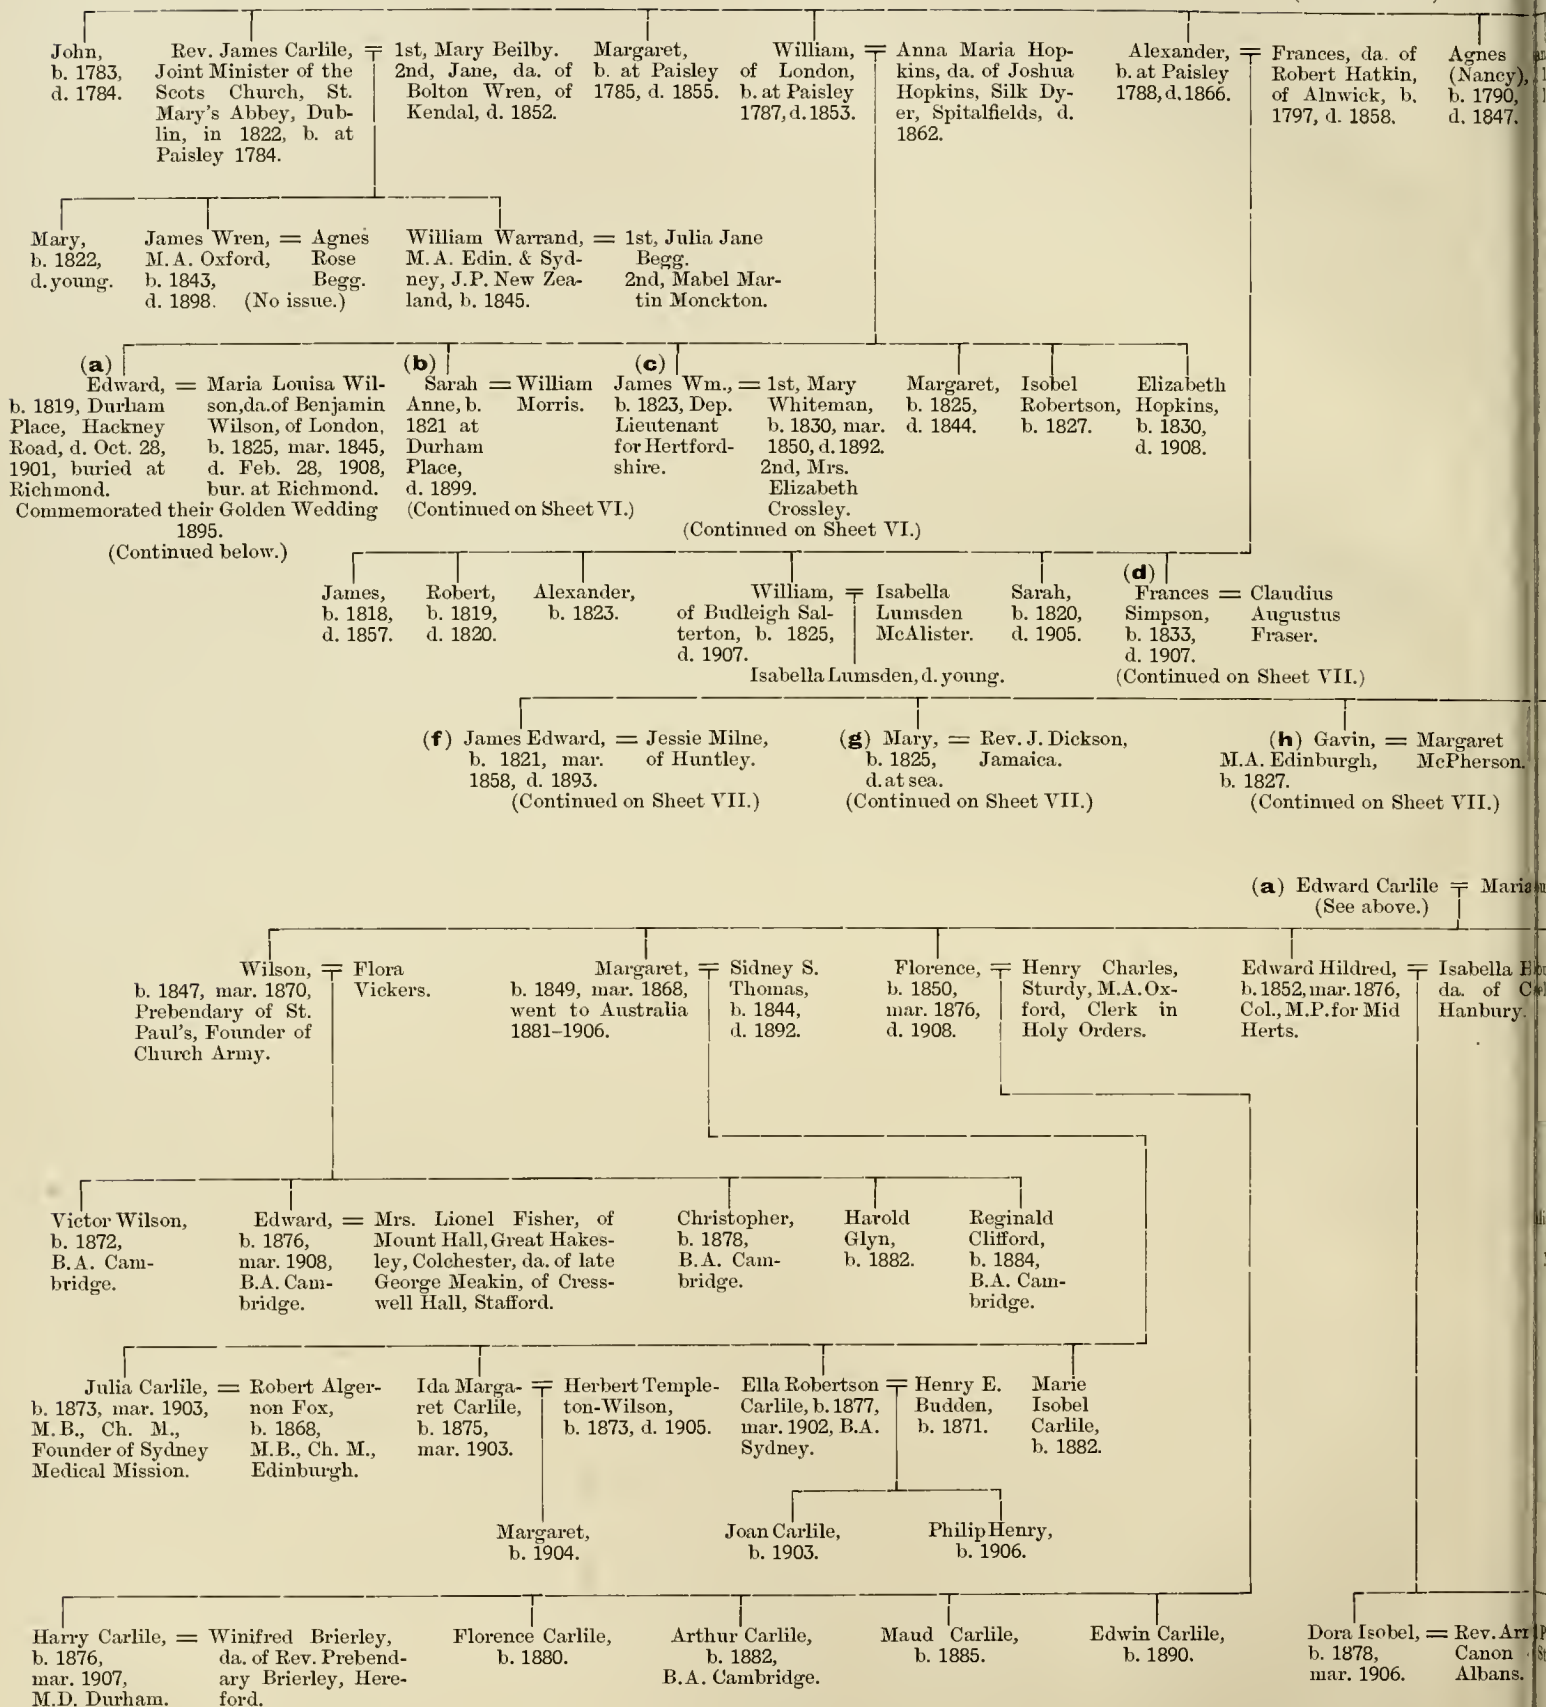 John,
b. 1783,
d. 1784.
Rev. James Carlile, =
Joint Minister of the
Scots Church, St.
Mary's Abbey, Dub-
lin, in 1822, b. at
Paisley 1784.
1st, Mary Beilby.
2nd, Jane, da. of
Bolton Wren, of
Kendal, d. 1852.
Margaret,
b. at Paisley
1785, d. 1855.
William, =
of London,
b. at Paisley
1787, d. 1853.
Anna Maria Hop-
kins, da. of Joshua
Hopkins, Silk Dy-
er, Spitalfields, d.
1862.
Alexander, =
b. at Paisley
1788, d. 1866.
Frances, da. of
Robert Hatkin,
of Alnwick, b.
1797, d. 1858.
Agnes
(Nancy),
b. 1790,
d. 1847.
Mary,
b. 1822,
d. young.
James Wren, =
M.A. Oxford,
b. 1843,
d. 1898.
Agnes
Rose
Begg.
(No issue.)
William Warrand, =
M.A. Edin. & Syd-
ney, J.P. New Zea-
land, b. 1845.
1st, Julia Jane
Begg.
2nd, Mabel Mar-
tin Monckton.
(a)
Edward, =
b. 1819, Durham
Place, Hackney
Road, d. Oct. 28,
1901, buried at
Richmond.
Maria Louisa Wil-
son, da. of Benjamin
Wilson, of London,
b. 1825, mar. 1845,
d. Feb. 28, 1908,
bur. at Richmond.
Commemorated their Golden Wedding
1895.
(Continued below.)
(b)
Sarah =
Anne, b.
1821 at
Durham
Place,
d. 1899.
William
Morris.
(Continued on Sheet VI.)
(c)
James Wm., =
b. 1823, Dep.
Lieutenant
for Hertford-
shire.
1st, Mary
Whiteman,
b. 1830, mar.
1850, d. 1892.
2nd, Mrs.
Elizabeth
Crossley.
(Continued on Sheet VI.)
Margaret,
b. 1825,
d. 1844.
Isobel
Robertson,
b. 1827.
Elizabeth
Hopkins,
b. 1830,
d. 1908.
James,
b. 1818,
d. 1857.
Robert,
b. 1819,
d. 1820.
Alexander,
b. 1823.
William, =
of Budleigh Sal-
terton, b. 1825,
d. 1907.
Isabella
Lumsden
McAlister.
Isabella Lumsden, d. young.
Sarah,
b. 1820,
d. 1905.
(d)
Frances =
Simpson,
b. 1833,
d. 1907.
Claudius
Augustus
Fraser.
(Continued on Sheet VII.)
(f) James Edward, =
b. 1821, mar.
1858, d. 1893.
Jessie Milne,
of Huntley.
(Continued on Sheet VII.)
(g) Mary, =
b. 1825,
d. at sea.
Rev. J. Dickson,
Jamaica.
(Continued on Sheet VII.)
(h) Gavin, =
M.A. Edinburgh,
b. 1827.
Margaret
McPherson.
(Continued on Sheet VII.)
(a) Edward Carlile = Maria
(See above.)
Wilson, =
b. 1847, mar. 1870,
Prebendary of St.
Paul's, Founder of
Church Army.
Flora
Vickers.
Margaret, =
b. 1849, mar. 1868,
went to Australia
1881–1906.
Sidney S.
Thomas,
b. 1844,
d. 1892.
Florence, =
b. 1850,
mar. 1876,
d. 1908.
Henry Charles,
Sturdy, M.A. Ox-
ford, Clerk in
Holy Orders.
Edward Hildred, =
b. 1852, mar. 1876,
Col., M.P. for Mid
Herts.
Isabella
da. of
Hanbury.
Victor Wilson,
b. 1872,
B.A. Cam-
bridge.
Edward, =
b. 1876,
mar. 1908,
B.A. Cam-
bridge.
Mrs. Lionel Fisher, of
Mount Hall, Great Hakes-
ley, Colchester, da. of late
George Meakin, of Cress-
well Hall, Stafford.
Christopher,
b. 1878,
B.A. Cam-
bridge.
Harold
Glyn,
b. 1882.
Reginald
Clifford,
b. 1884,
B.A. Cam-
bridge.
Julia Carlile, =
b. 1873, mar. 1903,
M.B., Ch. M.,
Founder of Sydney
Medical Mission.
Robert Alger-
non Fox,
b. 1868,
M.B., Ch. M.,
Edinburgh.
Ida Marga- =
ret Carlile,
b. 1875,
mar. 1903.
Herbert Temple-
ton-Wilson,
b. 1873, d. 1905.
Ella Robertson =
Carlile, b. 1877,
mar. 1902, B.A.
Sydney.
Henry E.
Budden,
b. 1871.
Marie
Isobel
Carlile,
b. 1882.
Margaret,
b. 1904.
Joan Carlile,
b. 1903.
Philip Henry,
b. 1906.
Harry Carlile, =
b. 1876,
mar. 1907,
M.D. Durham.
Winifred Brierley,
da. of Rev. Prebend-
ary Brierley, Here-
ford.
Florence Carlile,
b. 1880.
Arthur Carlile,
b. 1882,
B.A. Cambridge.
Maud Carlile,
b. 1885.
Edwin Carlile,
b. 1890.
Dora Isobel, =
b. 1878,
mar. 1906.
Rev.
Canon
Albans.